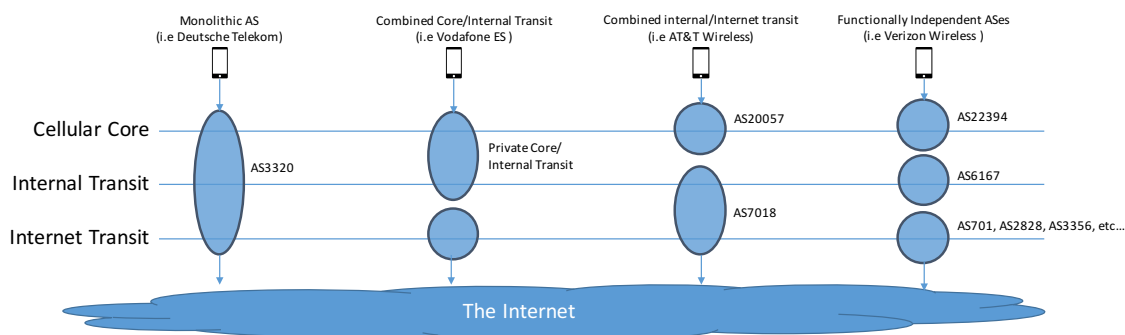 Monolithic AS
(i.e Deutsche Telekom)
Combined Core/Internal Transit
(i.e Vodafone ES )
Combined internal/Internet transit
(i.e AT&T Wireless)
Functionally Independent ASes
(i.e Verizon Wireless )
Cellular Core
AS20057
AS22394
Private Core/
Internal Transit
AS3320
Internal Transit
AS6167
AS7018
Internet Transit
AS701, AS2828, AS3356, etc...
The Internet